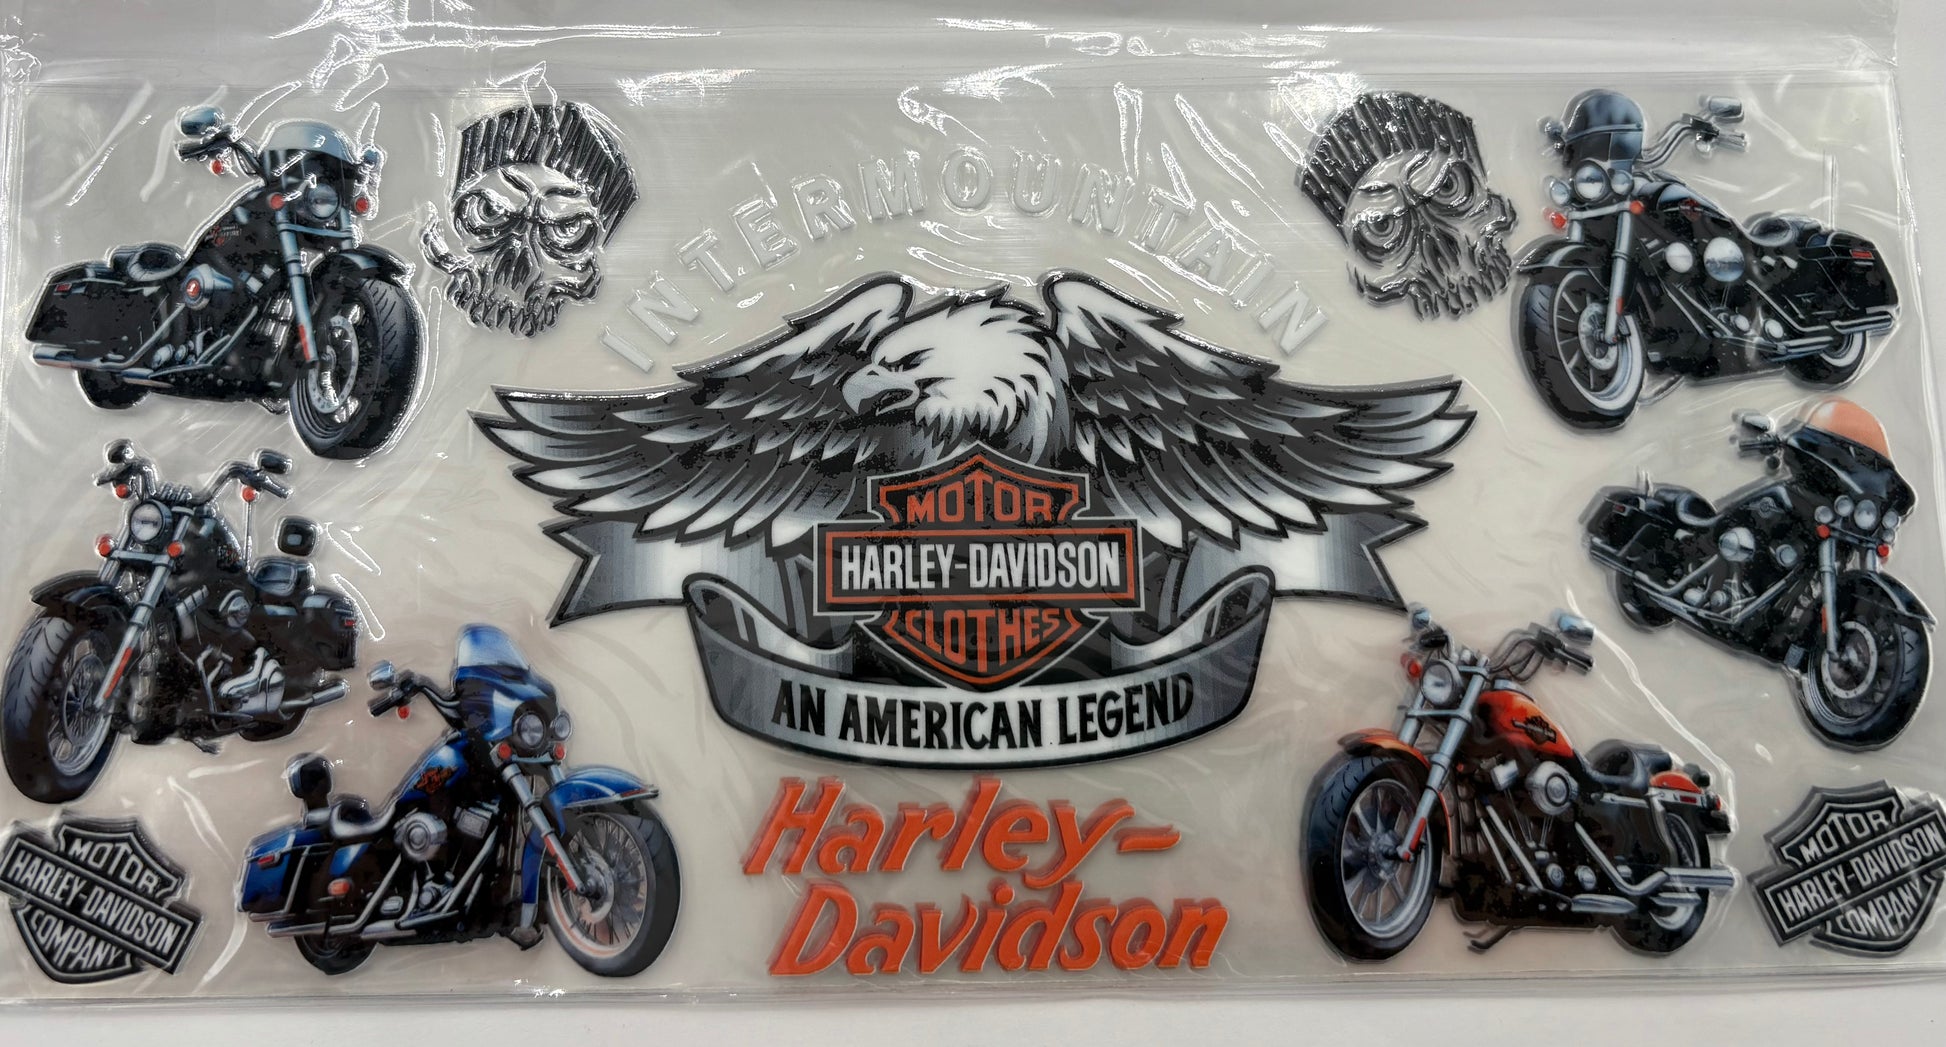 INTERMOUNTAIN
MOTOR
HARLEY-DAVIDSON
CLOTHES
AN AMERICAN LEGEND
Harley-
Davidson
MOTOR
HARLEY-DAVIDSON
COMPANY
MOTOR
HARLEY-DAVIDSON
COMPANY